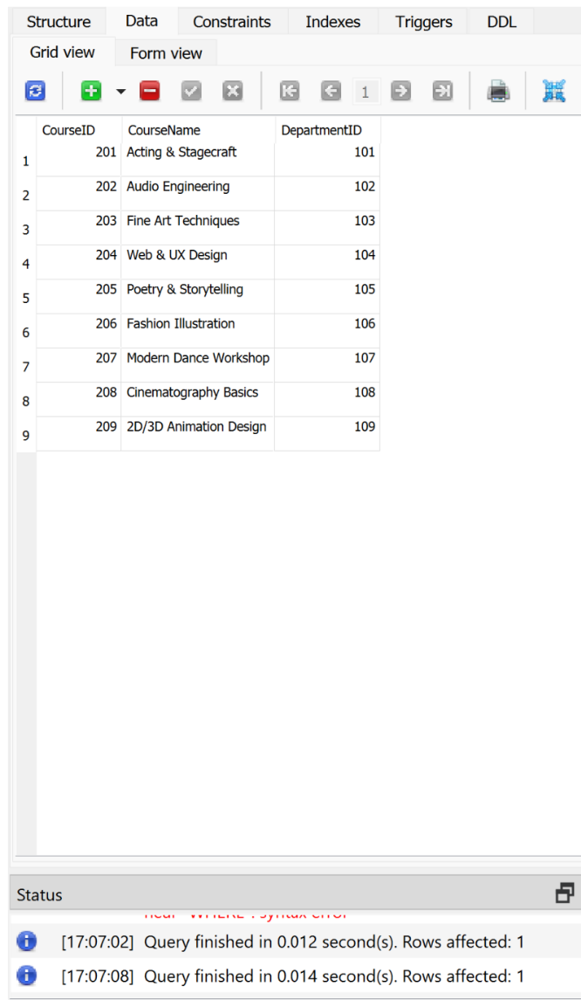 Structure Data Constraints Indexes Triggers DDL
Grid view Form view
1
CourseID CourseName DepartmentID
1 201 Acting & Stagecraft 101
2 202 Audio Engineering 102
3 203 Fine Art Techniques 103
4 204 Web & UX Design 104
5 205 Poetry & Storytelling 105
6 206 Fashion Illustration 106
7 207 Modern Dance Workshop 107
8 208 Cinematography Basics 108
9 209 2D/3D Animation Design 109
Status
near "WHERE": syntax error
[17:07:02] Query finished in 0.012 second(s). Rows affected: 1
[17:07:08] Query finished in 0.014 second(s). Rows affected: 1